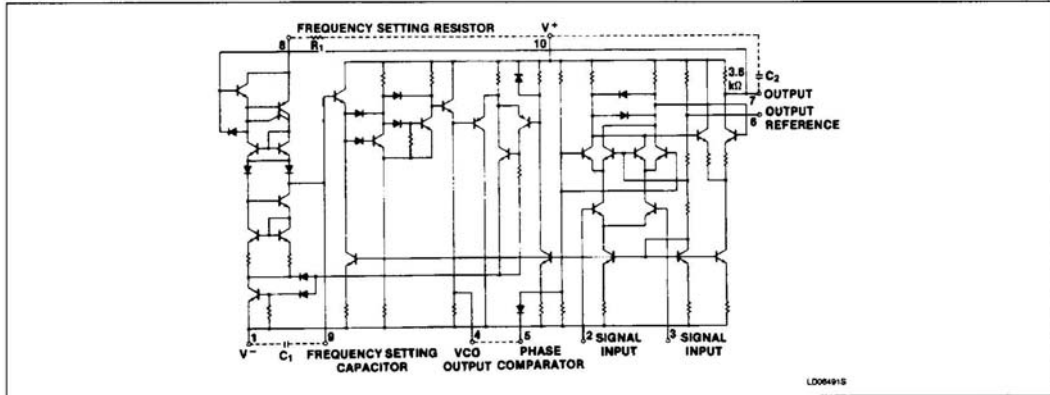 FREQUENCY SETTING RESISTOR
V+
8
R1
10
3.6
kΩ
C2
7
OUTPUT
6
OUTPUT
REFERENCE
1
V−
C1
9
FREQUENCY SETTING
CAPACITOR
4
VCO
OUTPUT
5
PHASE
COMPARATOR
2
SIGNAL
INPUT
3
SIGNAL
INPUT
LD06491S